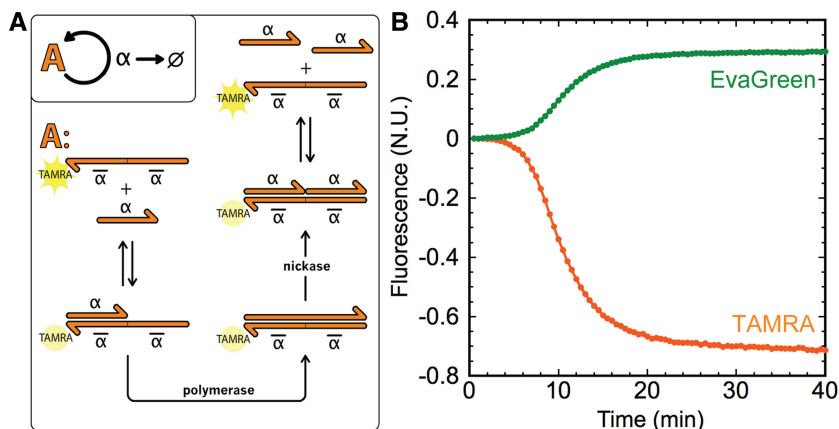 A
A
α → ∅
A:
TAMRA
α̅ α̅
+
α
α
TAMRA
α̅ α̅
polymerase
α α
+
TAMRA
α̅ α̅
α α
TAMRA
α̅ α̅
nickase
TAMRA
α̅ α̅
B
Fluorescence (N.U.)
0.4
0.2
0
-0.2
-0.4
-0.6
-0.8
EvaGreen
TAMRA
0 10 20 30 40
Time (min)